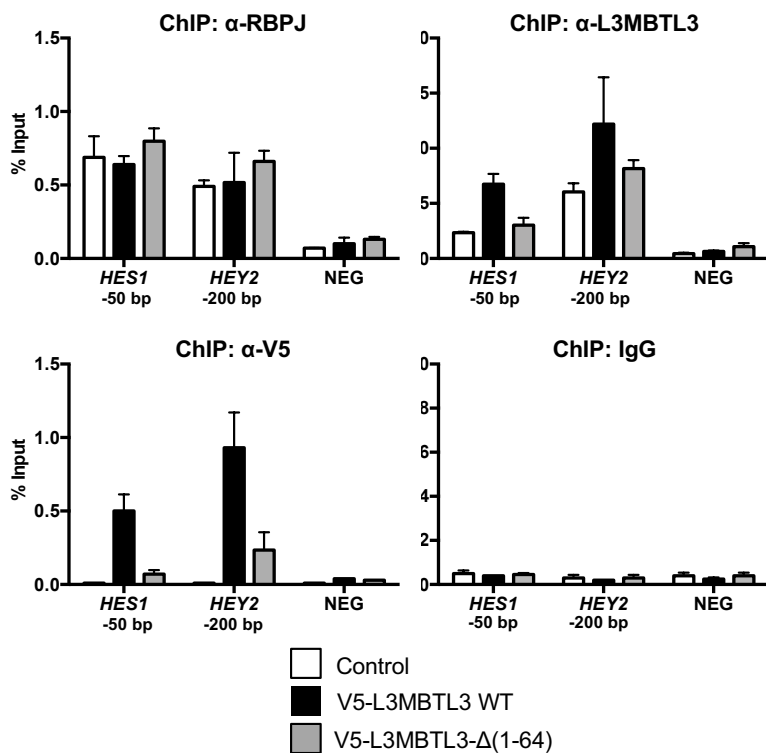 ChIP: α-RBPJ
% Input
1.5
1.0
0.5
0.0
HES1
-50 bp
HEY2
-200 bp
NEG
ChIP: α-L3MBTL3
0
5
0
5
0
HES1
-50 bp
HEY2
-200 bp
NEG
ChIP: α-V5
% Input
1.5
1.0
0.5
0.0
HES1
-50 bp
HEY2
-200 bp
NEG
ChIP: IgG
0
8
6
4
2
0
HES1
-50 bp
HEY2
-200 bp
NEG
Control
V5-L3MBTL3 WT
V5-L3MBTL3-Δ(1-64)